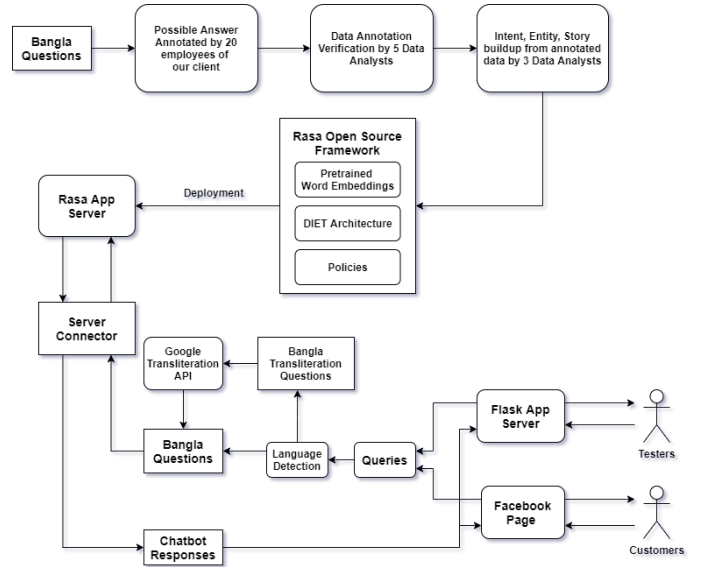 Bangla
Questions
Possible Answer
Annotated by 20
employees of
our client
Data Annotation
Verification by 5 Data
Analysts
Intent, Entity, Story
buildup from annotated
data by 3 Data Analysts
Rasa Open Source
Framework
Pretrained
Word Embeddings
DIET Architecture
Policies
Deployment
Rasa App
Server
Server
Connector
Google
Transliteration
API
Bangla
Transliteration
Questions
Bangla
Questions
Language
Detection
Queries
Flask App
Server
Testers
Facebook
Page
Customers
Chatbot
Responses